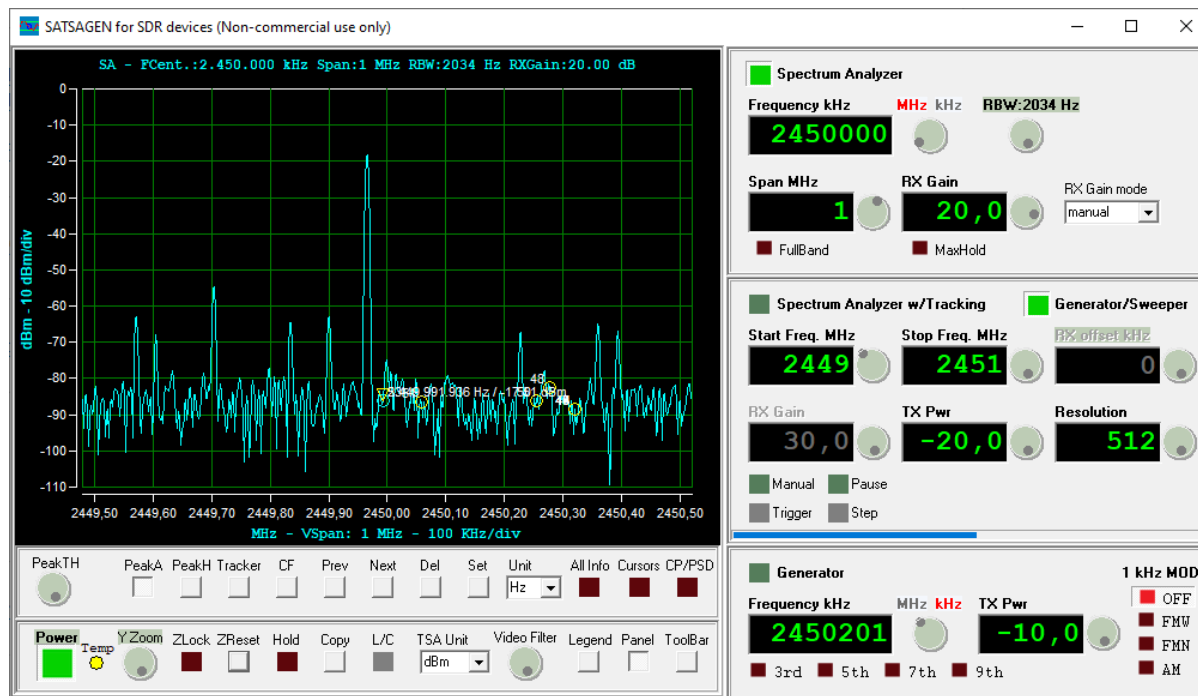 SATSAGEN for SDR devices (Non-commercial use only)
SA - FCent.:2.450.000 kHz Span:1 MHz RBW:2034 Hz RXGain:20.00 dB
dBm - 10 dBm/div
0
-10
-20
-30
-40
-50
-60
-70
-80
-90
-100
-110
2449,50 2449,60 2449,70 2449,80 2449,90 2450,00 2450,10 2450,20 2450,30 2450,40 2450,50
MHz - VSpan: 1 MHz - 100 KHz/div
PeakTH PeakA PeakH Tracker CF Prev Next Del Set Unit All Info Cursors CP/PSD
Hz
Power Temp Y Zoom ZLock ZReset Hold Copy L/C TSA Unit Video Filter Legend Panel ToolBar
dBm
Spectrum Analyzer
Frequency kHz MHz kHz RBW:2034 Hz
2450000
Span MHz RX Gain RX Gain mode
1 20,0 manual
FullBand MaxHold
Spectrum Analyzer w/Tracking Generator/Sweeper
Start Freq. MHz Stop Freq. MHz RX offset kHz
2449 2451 0
RX Gain TX Pwr Resolution
30,0 -20,0 512
Manual Pause
Trigger Step
Generator 1 kHz MOD
Frequency kHz MHz kHz TX Pwr
2450201 -10,0
3rd 5th 7th 9th
OFF
FMW
FMN
AM